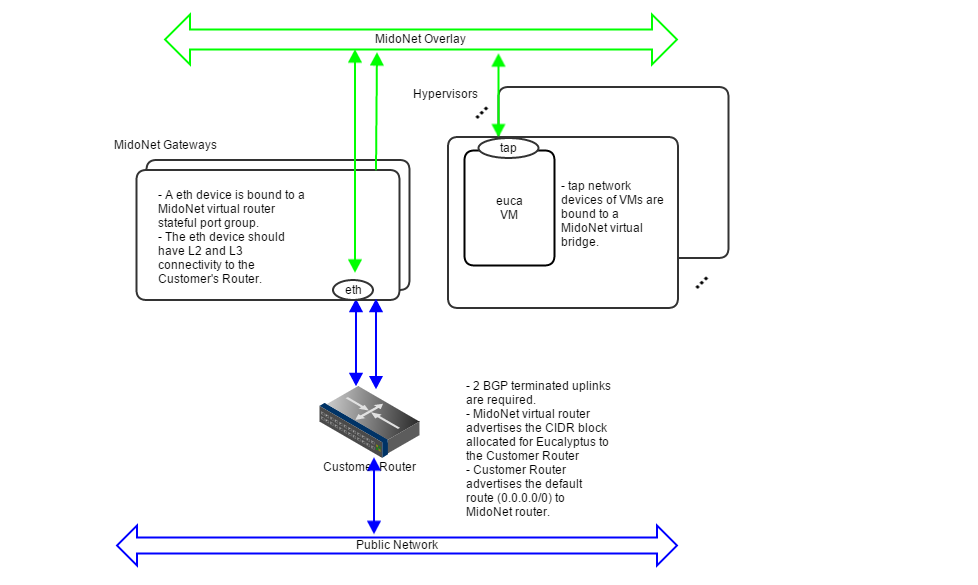 MidoNet Overlay
Hypervisors
MidoNet Gateways
tap
- A eth device is bound to a
MidoNet virtual router
stateful port group.
- The eth device should
have L2 and L3
connectivity to the
Customer's Router.
euca
VM
- tap network
devices of VMs are
bound to a
MidoNet virtual
bridge.
eth
- 2 BGP terminated uplinks
are required.
- MidoNet virtual router
advertises the CIDR block
allocated for Eucalyptus to
the Customer Router
- Customer Router
advertises the default
route (0.0.0.0/0) to
MidoNet router.
Customer Router
Public Network